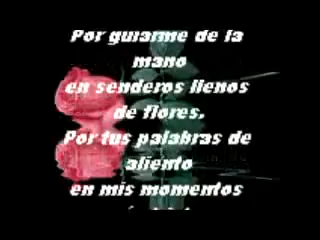 Por guiarme de la
mano
en senderos llenos
de flores.
Por tus palabras de
aliento
en mis momentos